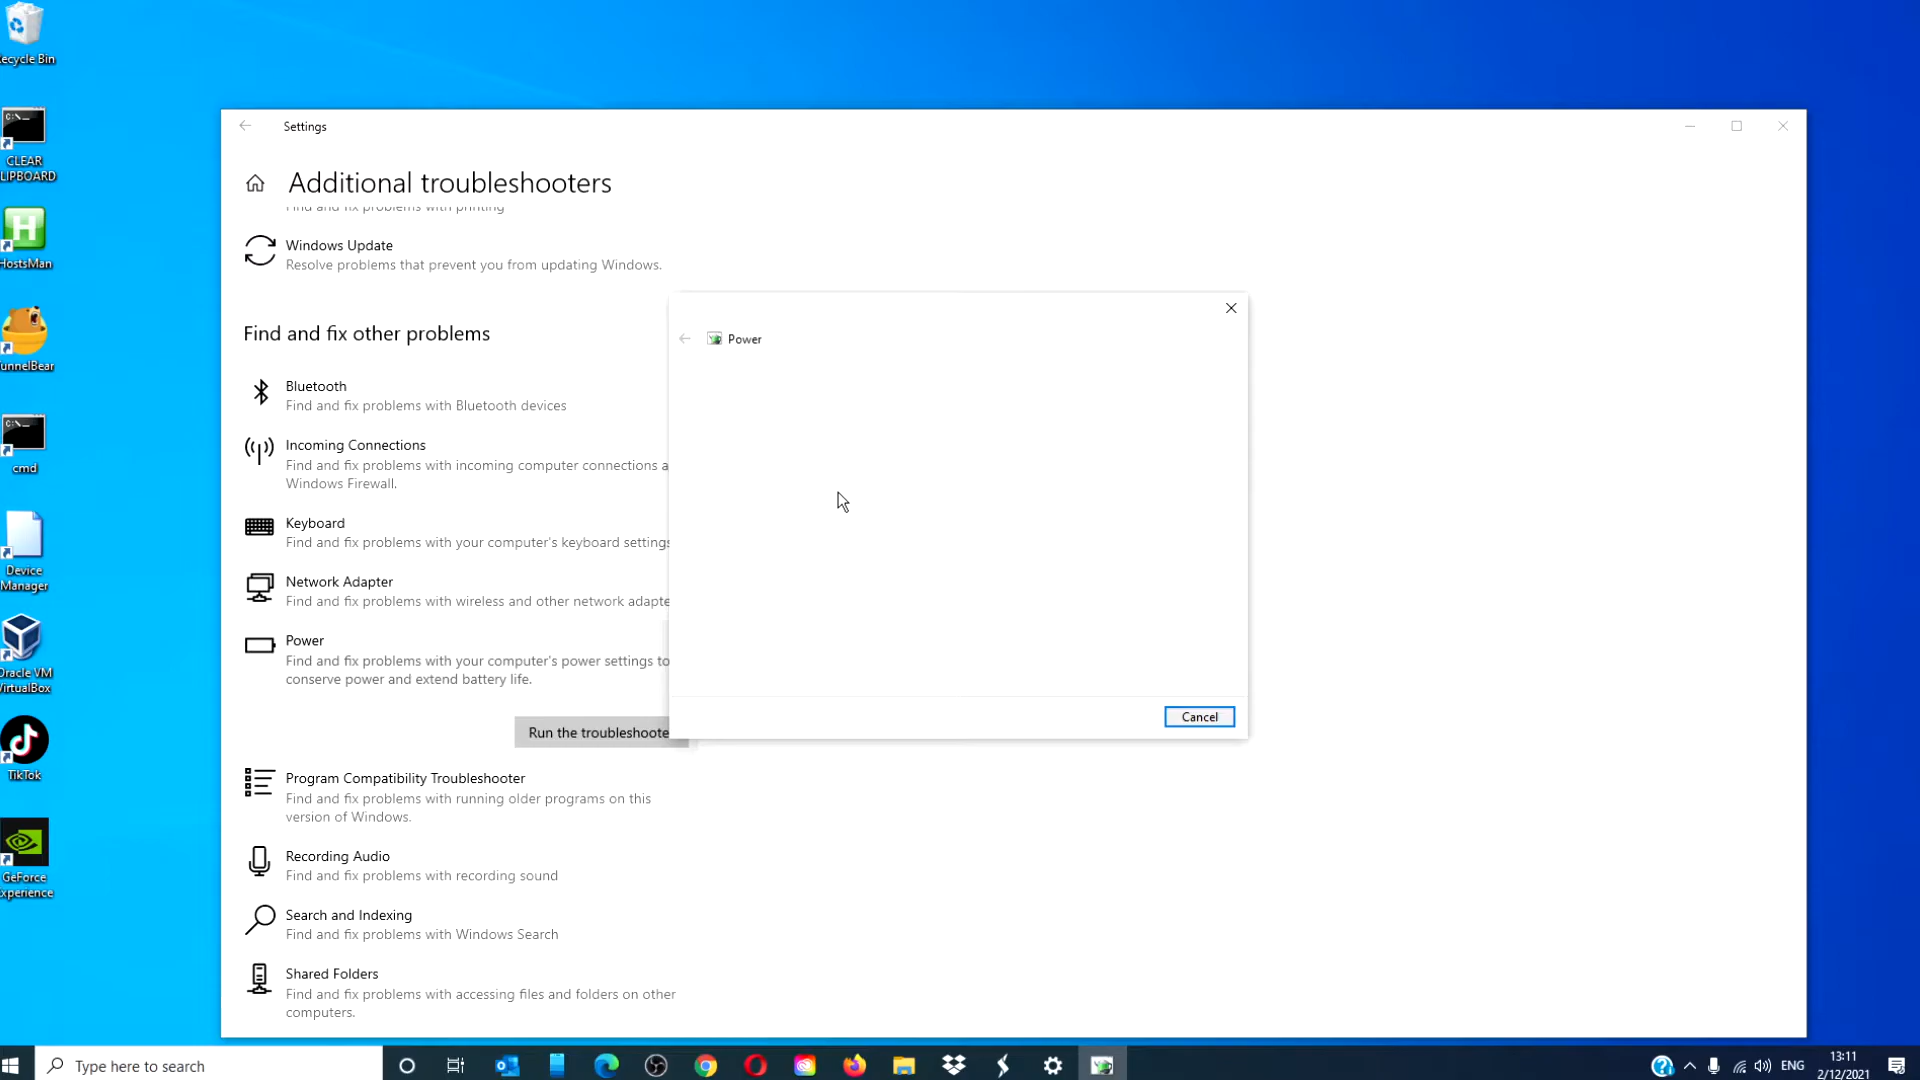 ecycle Bin
CLEAR
LIPBOARD
HostsMan
unnelBear
cmd
Device
Manager
Oracle VM
VirtualBox
TikTok
GeForce
xperience
Settings
Additional troubleshooters
Find and fix problems with printing
Windows Update
Resolve problems that prevent you from updating Windows.
Find and fix other problems
Bluetooth
Find and fix problems with Bluetooth devices
Incoming Connections
Find and fix problems with incoming computer connections a
Windows Firewall.
Keyboard
Find and fix problems with your computer's keyboard settings
Network Adapter
Find and fix problems with wireless and other network adapte
Power
Find and fix problems with your computer's power settings to
conserve power and extend battery life.
Run the troubleshoote
Program Compatibility Troubleshooter
Find and fix problems with running older programs on this
version of Windows.
Recording Audio
Find and fix problems with recording sound
Search and Indexing
Find and fix problems with Windows Search
Shared Folders
Find and fix problems with accessing files and folders on other
computers.
Power
Cancel
Type here to search
ENG
13:11
2/12/2021